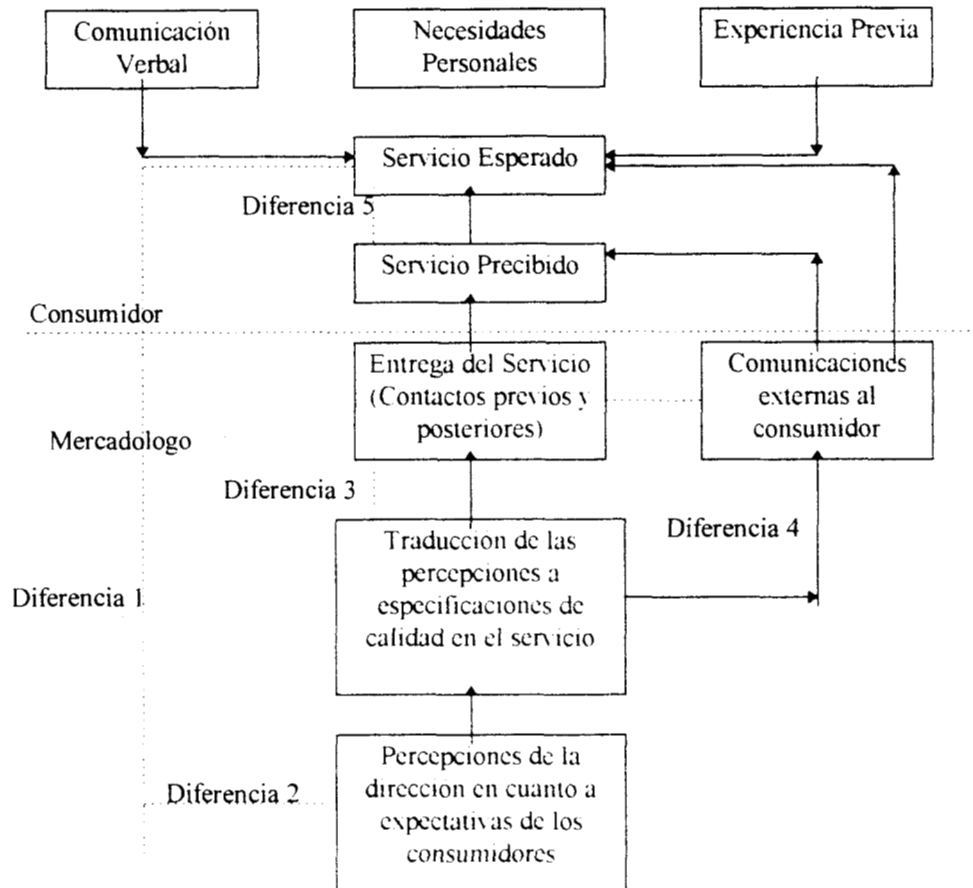 Comunicación
Verbal
Necesidades
Personales
Experiencia Previa
Servicio Esperado
Diferencia 5
Servicio Precibido
Consumidor
Entrega del Servicio
(Contactos previos y
posteriores)
Comunicaciones
externas al
consumidor
Mercadologo
Diferencia 3
Diferencia 4
Traduccion de las
percepciones a
especificaciones de
calidad en el servicio
Diferencia 1
Percepciones de la
dirección en cuanto a
expectativas de los
consumidores
Diferencia 2